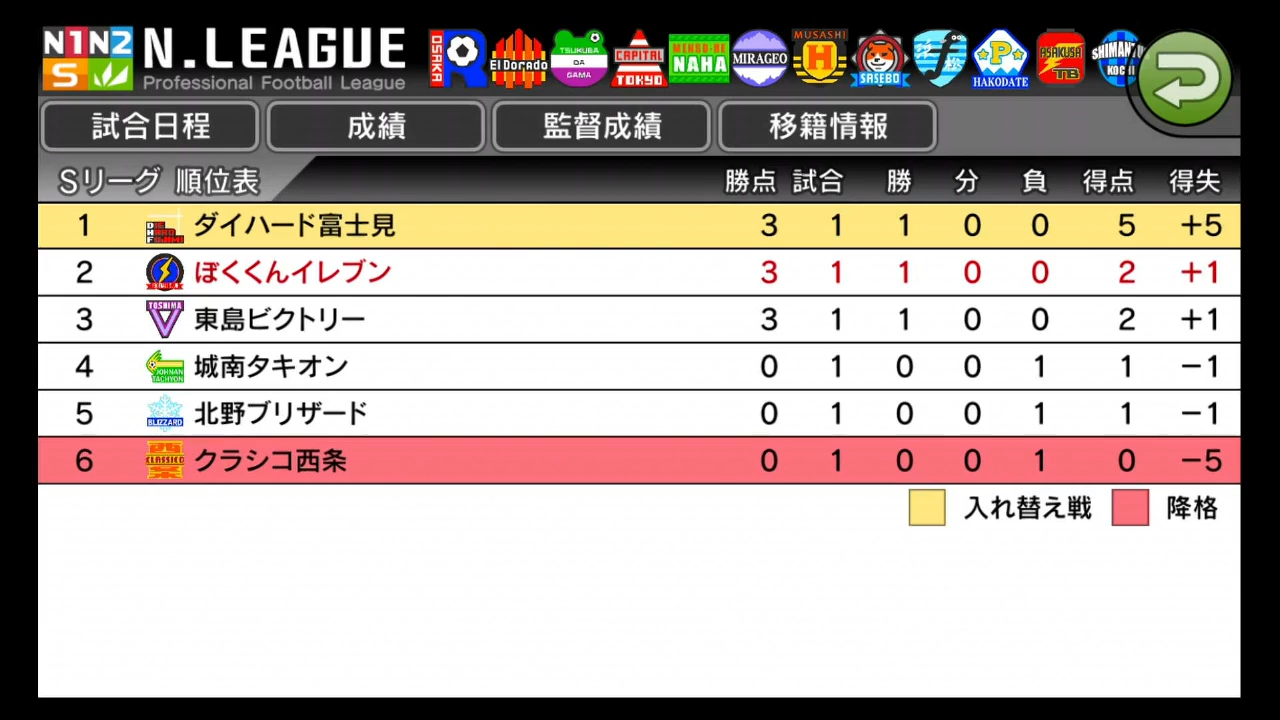 N1 N2 S N.LEAGUE
Professional Football League
OSAKA R El Dorado TSUKUBA DA GAMA CAPITAL TOKYO MENSO-RE NAHA MIRAGEO MUSASHI H SASEBO f P HAKODATE ASAKUSA TB
試合日程 成績 監督成績 移籍情報
Sリーグ 順位表 勝点 試合 勝 分 負 得点 得失
1 ダイハード富士見 3 1 1 0 0 5 +5
2 ぼくくんイレブン 3 1 1 0 0 2 +1
3 TOSHIMA V 東島ビクトリー 3 1 1 0 0 2 +1
4 JOHNAN TACHYON 城南タキオン 0 1 0 0 1 1 −1
5 BLIZZARD 北野ブリザード 0 1 0 0 1 1 −1
6 CLASSICO クラシコ西条 0 1 0 0 1 0 −5
入れ替え戦 降格